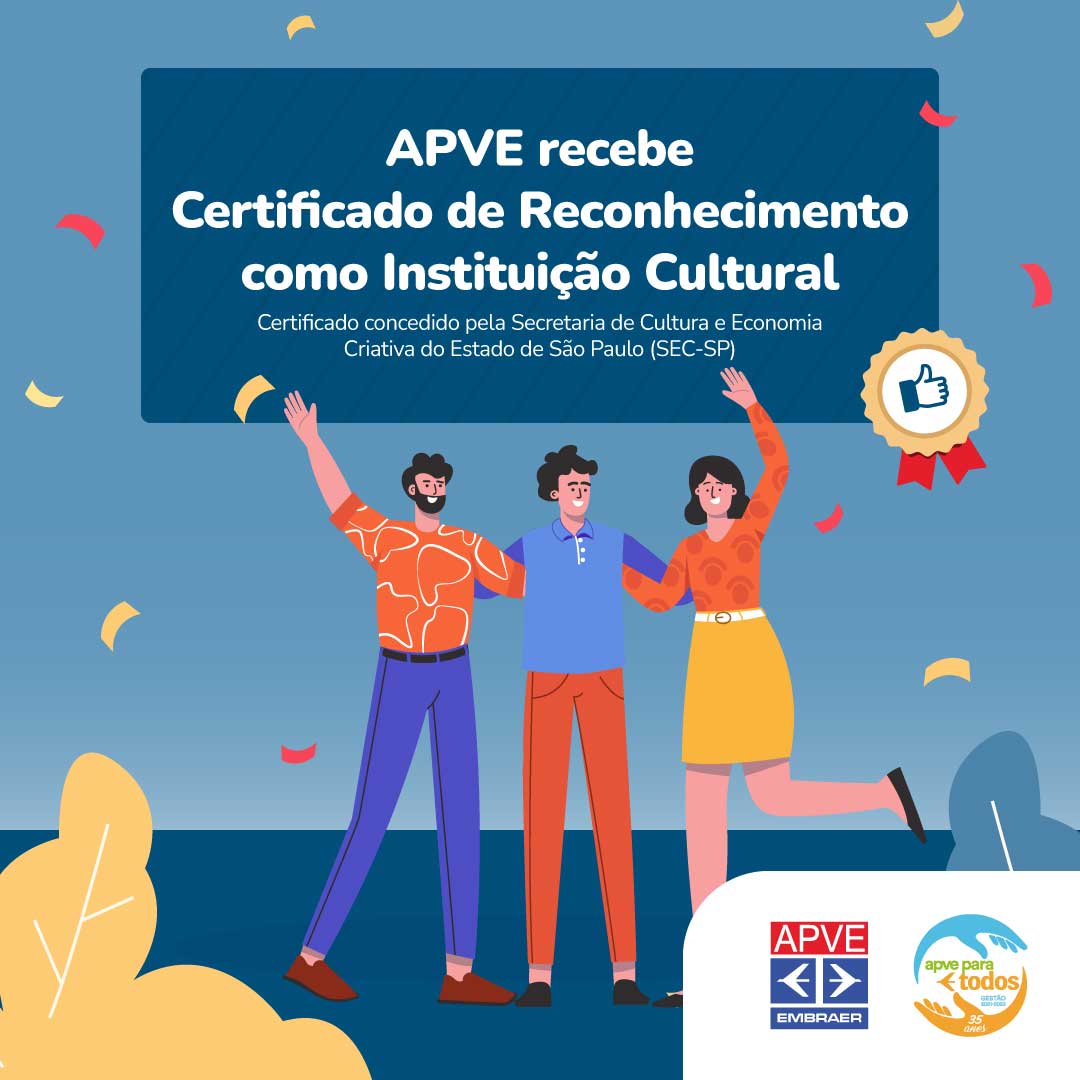 APVE recebe
Certificado de Reconhecimento
como Instituição Cultural
Certificado concedido pela Secretaria de Cultura e Economia
Criativa do Estado de São Paulo (SEC-SP)
APVE
EMBRAER
apve para
todos
GESTÃO
35
anos